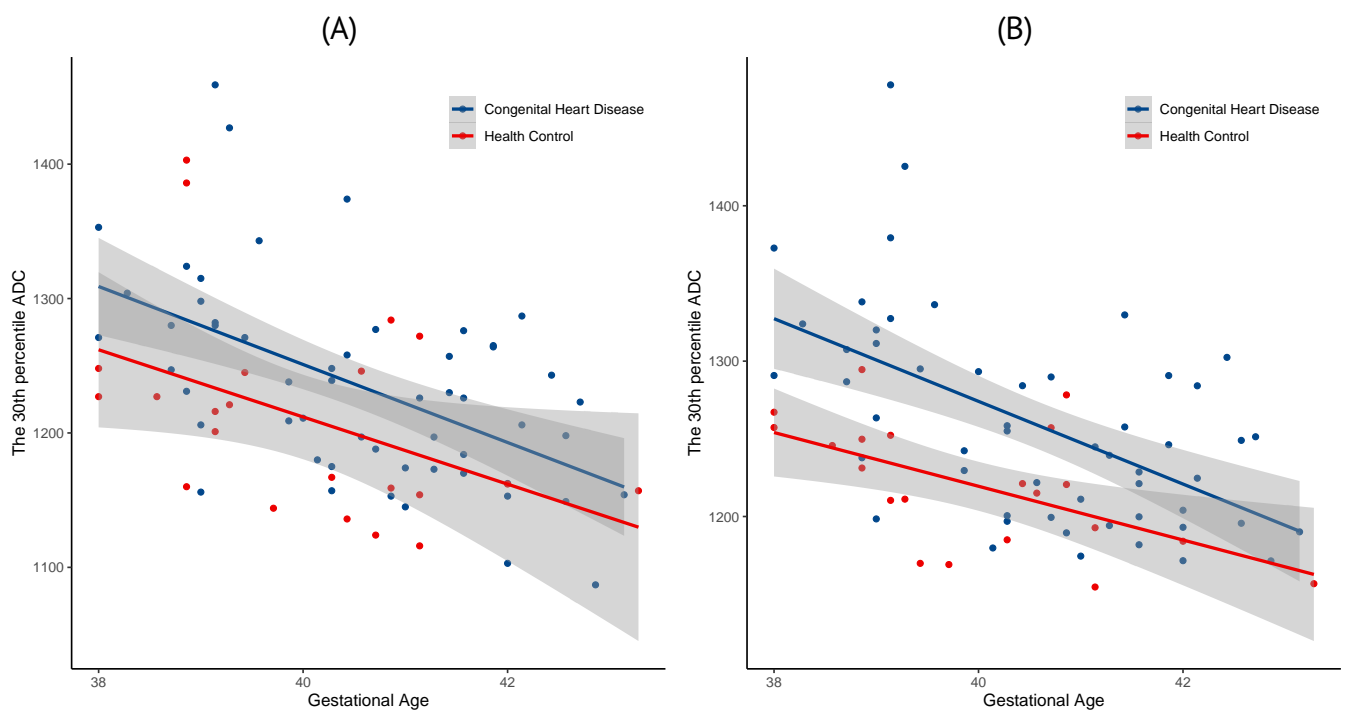 (A)
Congenital Heart Disease
Health Control
1400
1300
1200
1100
The 30th percentile ADC
38
40
42
Gestational Age
(B)
Congenital Heart Disease
Health Control
1400
1300
1200
The 30th percentile ADC
38
40
42
Gestational Age